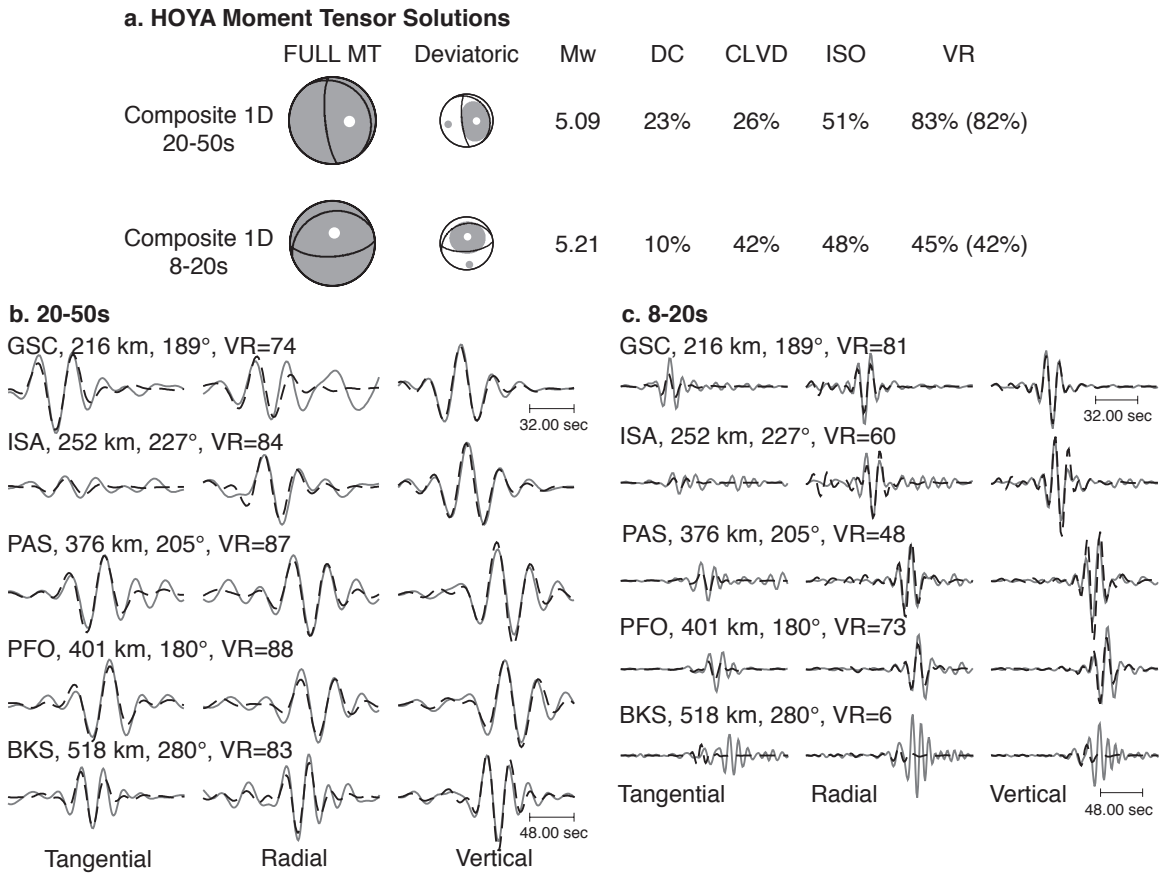 a. HOYA Moment Tensor Solutions
FULL MT Deviatoric Mw DC CLVD ISO VR
Composite 1D
20-50s
5.09 23% 26% 51% 83% (82%)
Composite 1D
8-20s
5.21 10% 42% 48% 45% (42%)
b. 20-50s
GSC, 216 km, 189°, VR=74
32.00 sec
ISA, 252 km, 227°, VR=84
PAS, 376 km, 205°, VR=87
PFO, 401 km, 180°, VR=88
BKS, 518 km, 280°, VR=83
48.00 sec
Tangential Radial Vertical
c. 8-20s
GSC, 216 km, 189°, VR=81
32.00 sec
ISA, 252 km, 227°, VR=60
PAS, 376 km, 205°, VR=48
PFO, 401 km, 180°, VR=73
BKS, 518 km, 280°, VR=6
Tangential Radial Vertical
48.00 sec